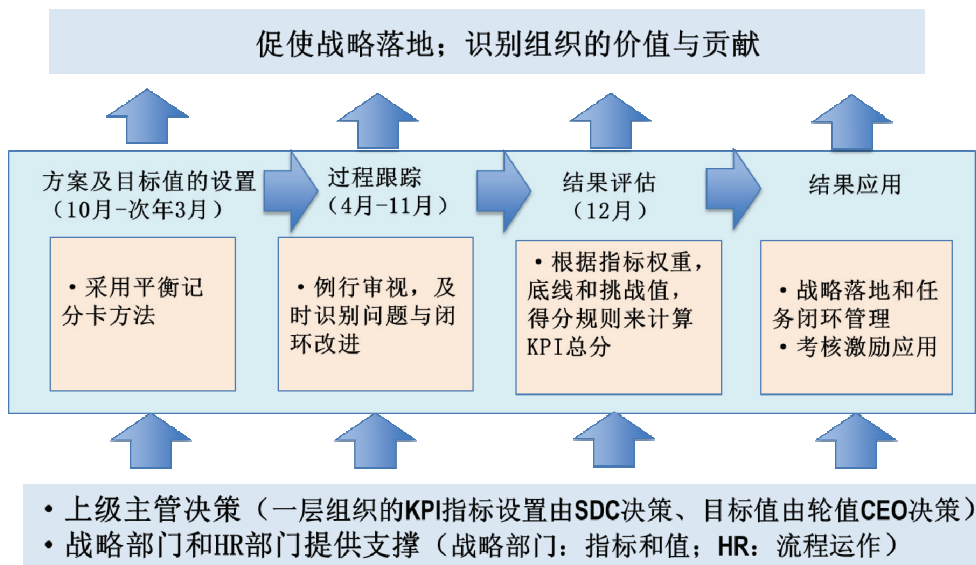 促使战略落地；识别组织的价值与贡献
方案及目标值的设置
（10月-次年3月）
过程跟踪
（4月-11月）
结果评估
（12月）
结果应用
·采用平衡记
分卡方法
·例行审视，及
时识别问题与闭
环改进
·根据指标权重，
底线和挑战值，
得分规则来计算
KPI总分
·战略落地和任
务闭环管理
·考核激励应用
·上级主管决策（一层组织的KPI指标设置由SDC决策、目标值由轮值CEO决策）
·战略部门和HR部门提供支撑（战略部门：指标和值；HR：流程运作）